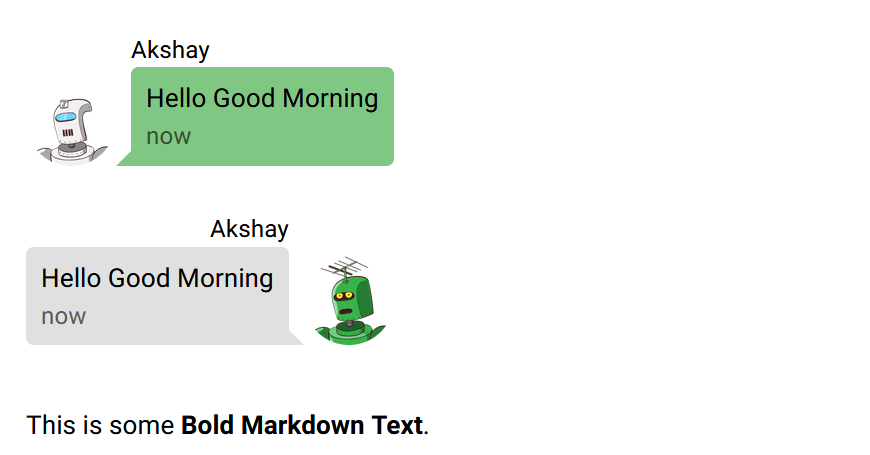 Akshay
Hello Good Morning
now
Akshay
Hello Good Morning
now
This is some Bold Markdown Text.